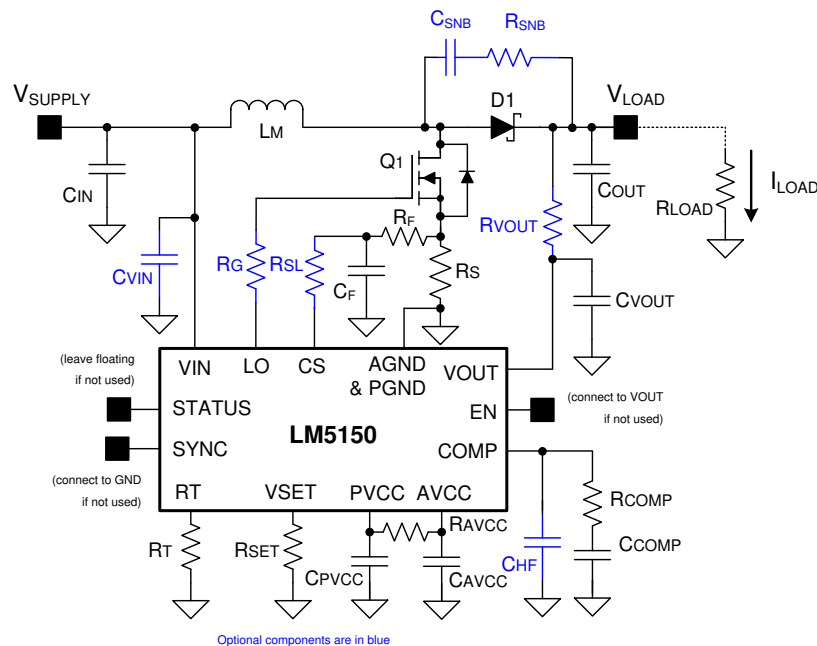 CSNB
RSNB
VSUPPLY
LM
D1
VLOAD
Q1
CIN
COUT
RLOAD
ILOAD
RVOUT
RF
CVIN
RG
RSL
CF
RS
CVOUT
VIN
LO
CS
AGND
& PGND
VOUT
(leave floating
if not used)
STATUS
EN
(connect to VOUT
if not used)
LM5150
SYNC
COMP
(connect to GND
if not used)
RT
VSET
PVCC
AVCC
RCOMP
RT
RSET
RAVCC
CPVCC
CAVCC
CHF
CCOMP
Optional components are in blue